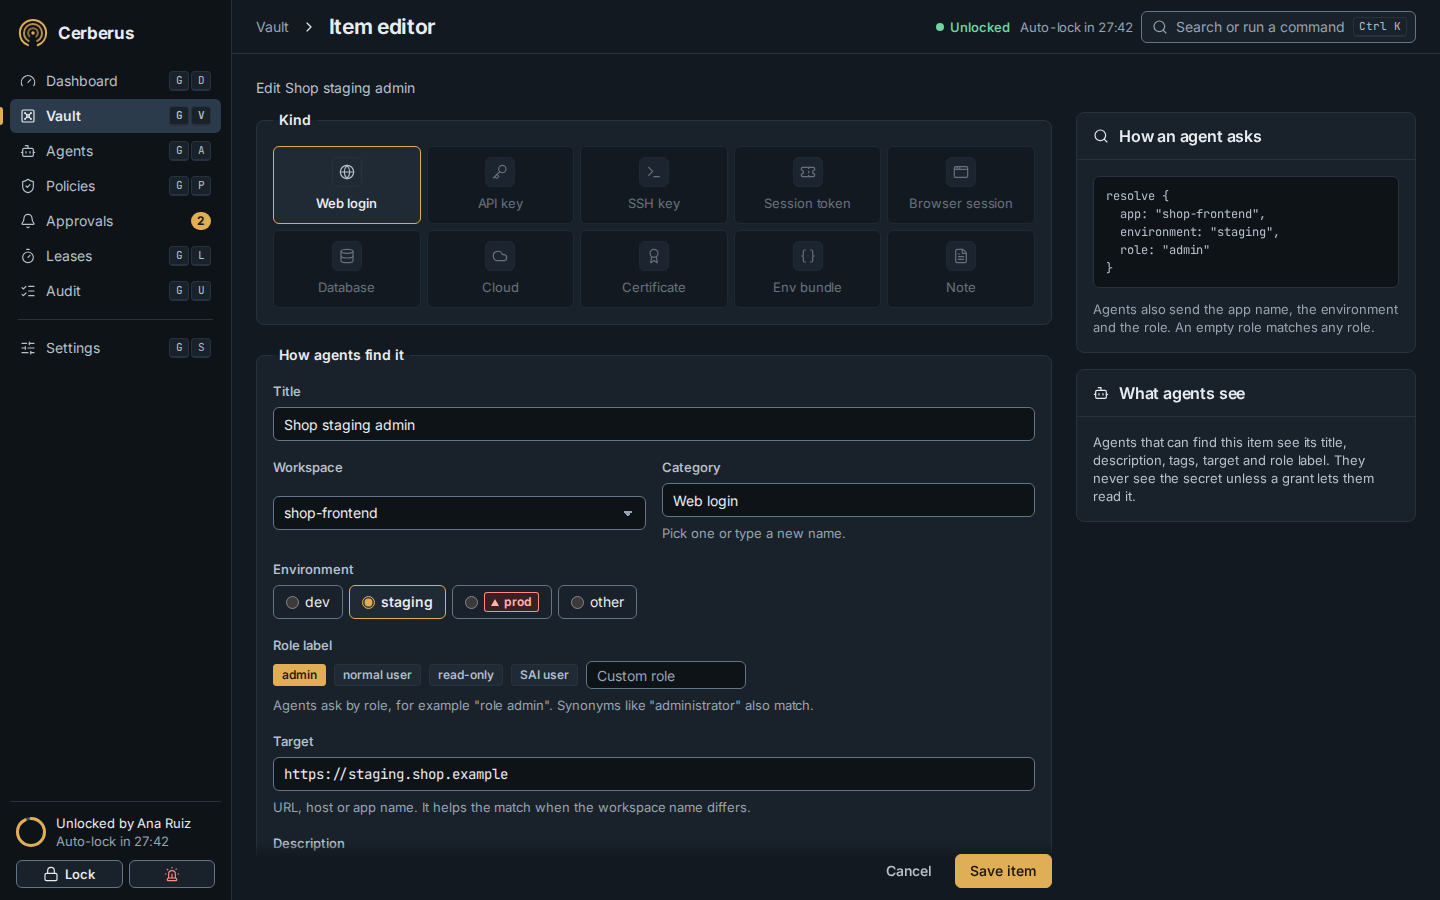 Cerberus
Dashboard G D
Vault G V
Agents G A
Policies G P
Approvals 2
Leases G L
Audit G U
Settings G S
Unlocked by Ana Ruiz
Auto-lock in 27:42
Lock
Vault > Item editor
Unlocked Auto-lock in 27:42 Search or run a command Ctrl K
Edit Shop staging admin
Kind
Web login API key SSH key Session token Browser session
Database Cloud Certificate Env bundle Note
How agents find it
Title
Shop staging admin
Workspace Category
shop-frontend Web login
Pick one or type a new name.
Environment
dev staging prod other
Role label
admin normal user read-only SAI user Custom role
Agents ask by role, for example "role admin". Synonyms like "administrator" also match.
Target
https://staging.shop.example
URL, host or app name. It helps the match when the workspace name differs.
Description
Cancel Save item
How an agent asks
resolve {
app: "shop-frontend",
environment: "staging",
role: "admin"
}
Agents also send the app name, the environment
and the role. An empty role matches any role.
What agents see
Agents that can find this item see its title,
description, tags, target and role label. They
never see the secret unless a grant lets them
read it.